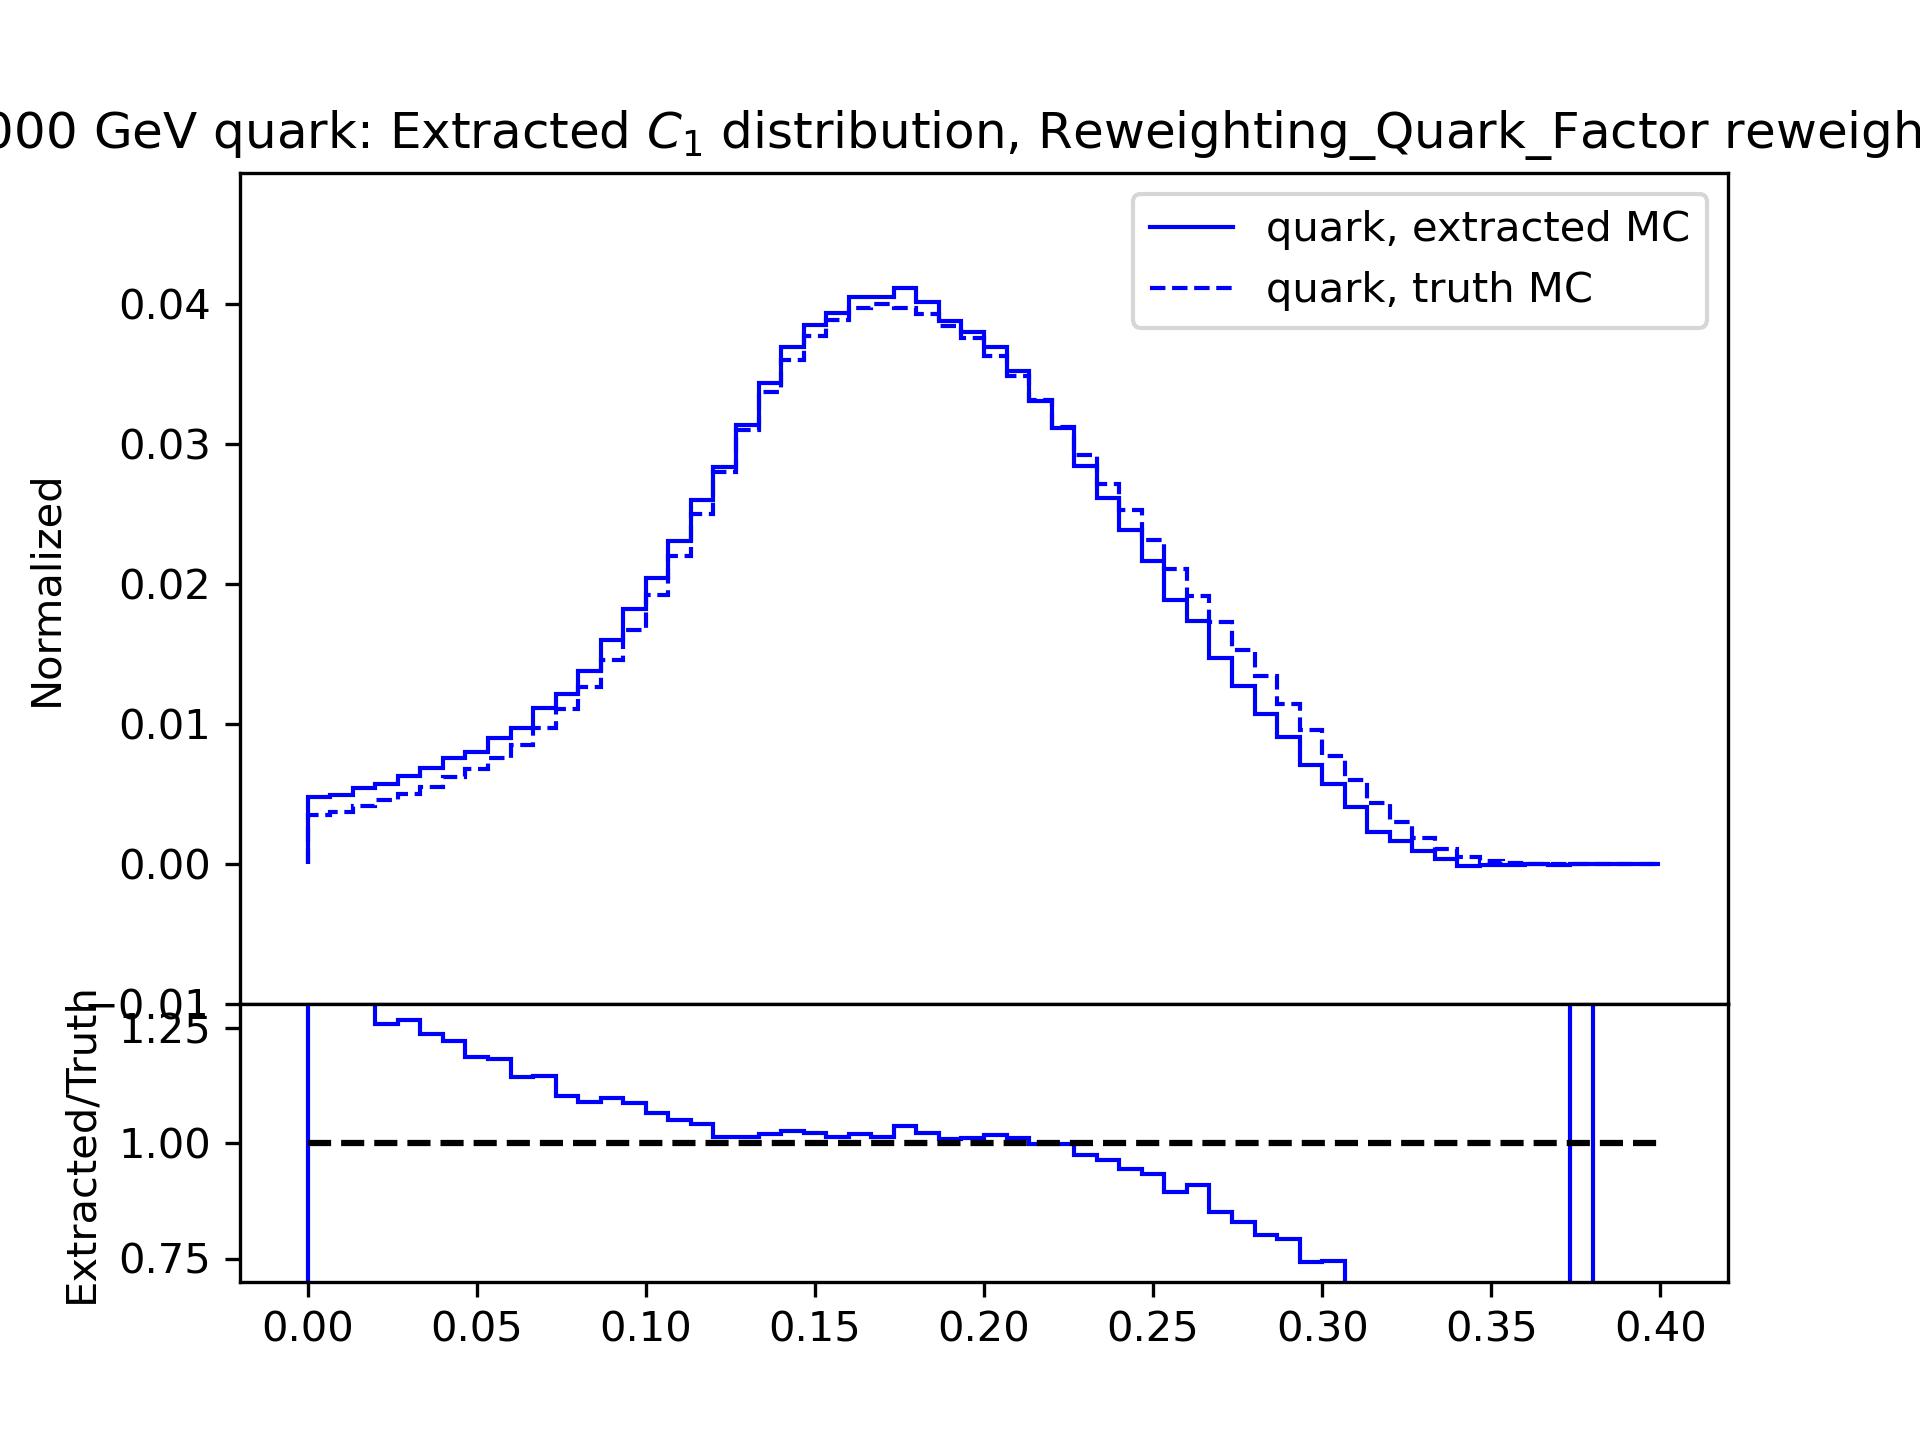 000 GeV quark: Extracted C₁ distribution, Reweighting_Quark_Factor reweigh
quark, extracted MC
quark, truth MC
Normalized
0.04
0.03
0.02
0.01
0.00
−0.01
Extracted/Truth
1.25
1.00
0.75
0.00 0.05 0.10 0.15 0.20 0.25 0.30 0.35 0.40